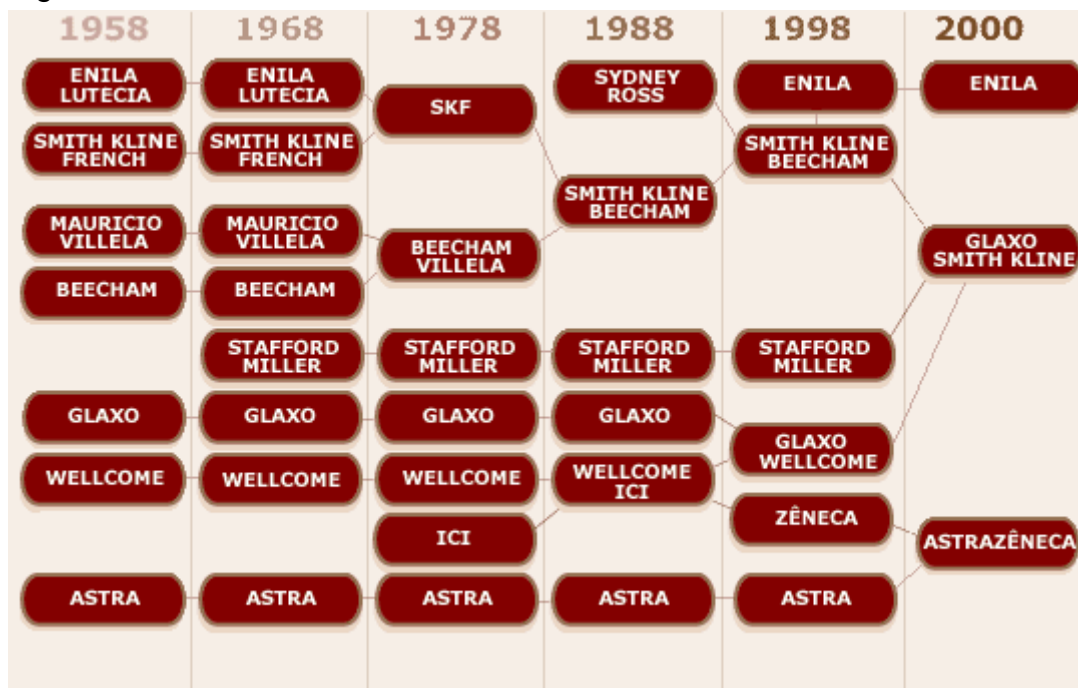 1958 1968 1978 1988 1998 2000
ENILA
LUTECIA
SMITH KLINE
FRENCH
MAURICIO
VILLELA
BEECHAM
GLAXO
WELLCOME
ASTRA
ENILA
LUTECIA
SMITH KLINE
FRENCH
MAURICIO
VILLELA
BEECHAM
STAFFORD
MILLER
GLAXO
WELLCOME
ASTRA
SKF
BEECHAM
VILLELA
STAFFORD
MILLER
GLAXO
WELLCOME
ICI
ASTRA
SYDNEY
ROSS
SMITH KLINE
BEECHAM
STAFFORD
MILLER
GLAXO
WELLCOME
ICI
ASTRA
ENILA
SMITH KLINE
BEECHAM
STAFFORD
MILLER
GLAXO
WELLCOME
ZÊNECA
ASTRA
ENILA
GLAXO
SMITH KLINE
ASTRAZÊNECA